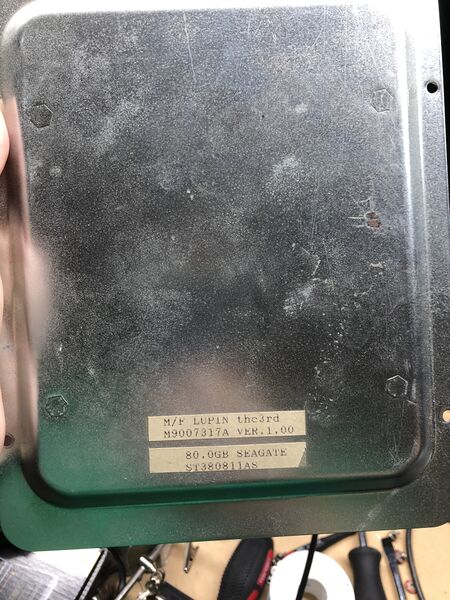 M/F LUPIN the3rd
M9007317A VER.1.00
80.0GB SEAGATE
ST380811AS